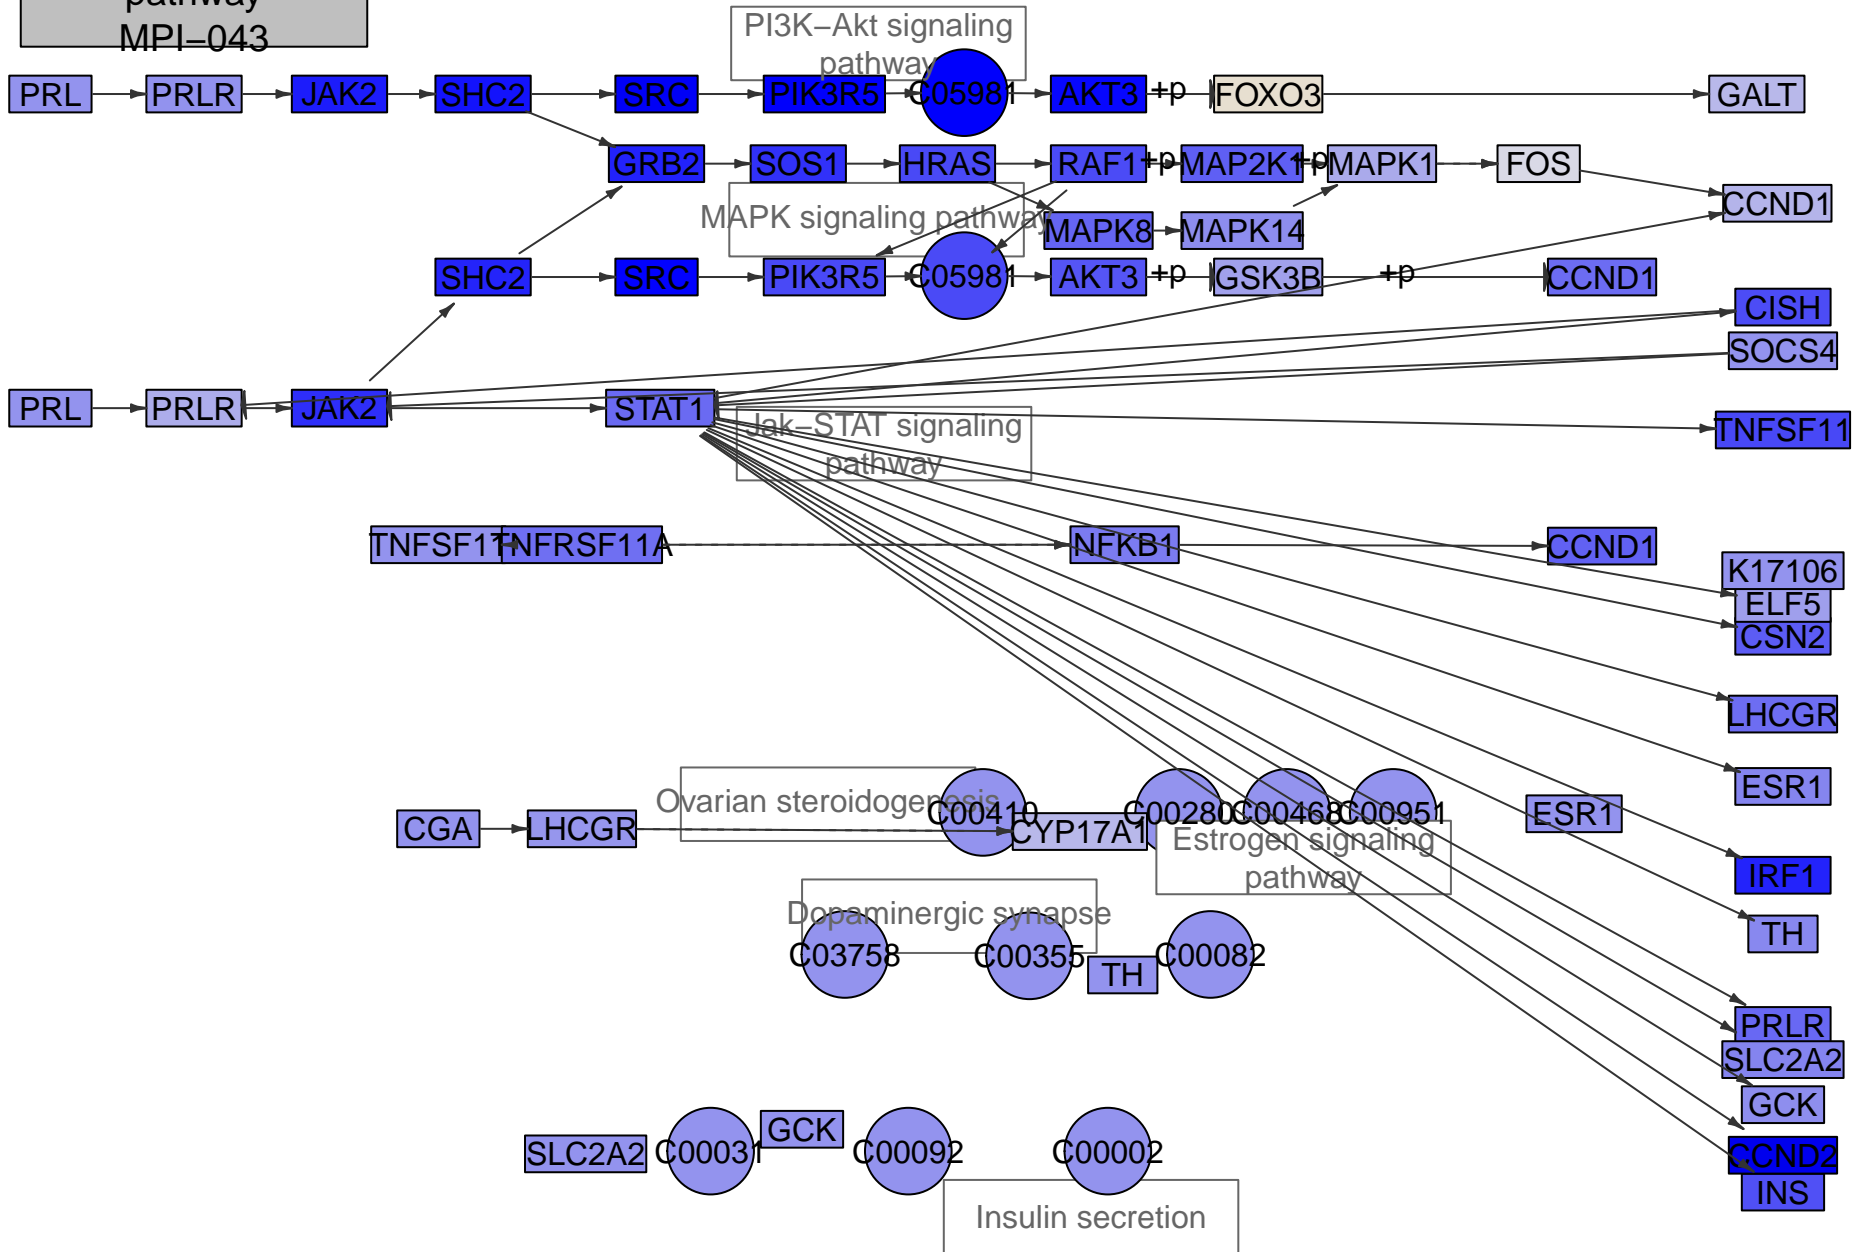 pathway
MPI–043
PI3K–Akt signaling
pathway
PRL
PRLR
JAK2
SHC2
SRC
PIK3R5
C05981
AKT3
+p
FOXO3
GALT
GRB2
SOS1
HRAS
RAF1
+p
MAP2K1
+p
MAPK1
FOS
CCND1
MAPK signaling pathway
MAPK8
MAPK14
SHC2
SRC
PIK3R5
C05981
AKT3
+p
GSK3B
+p
CCND1
CISH
SOCS4
PRL
PRLR
JAK2
STAT1
Jak–STAT signaling
pathway
TNFSF11
TNFSF11
TNFRSF11A
NFKB1
CCND1
K17106
ELF5
CSN2
LHCGR
ESR1
Ovarian steroidogenesis
C00410
C00280
C00468
C00951
ESR1
CGA
LHCGR
CYP17A1
Estrogen signaling
pathway
IRF1
Dopaminergic synapse
TH
C03758
C00355
TH
C00082
PRLR
SLC2A2
GCK
SLC2A2
C00031
GCK
C00092
C00002
CCND2
INS
Insulin secretion